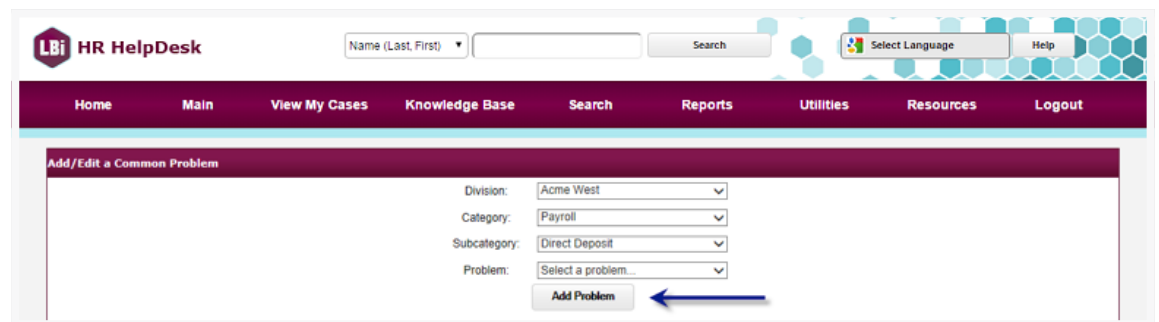 LBi HR HelpDesk Name (Last, First) Search Select Language Help
Home Main View My Cases Knowledge Base Search Reports Utilities Resources Logout
Add/Edit a Common Problem
Division: Acme West
Category: Payroll
Subcategory: Direct Deposit
Problem: Select a problem...
Add Problem